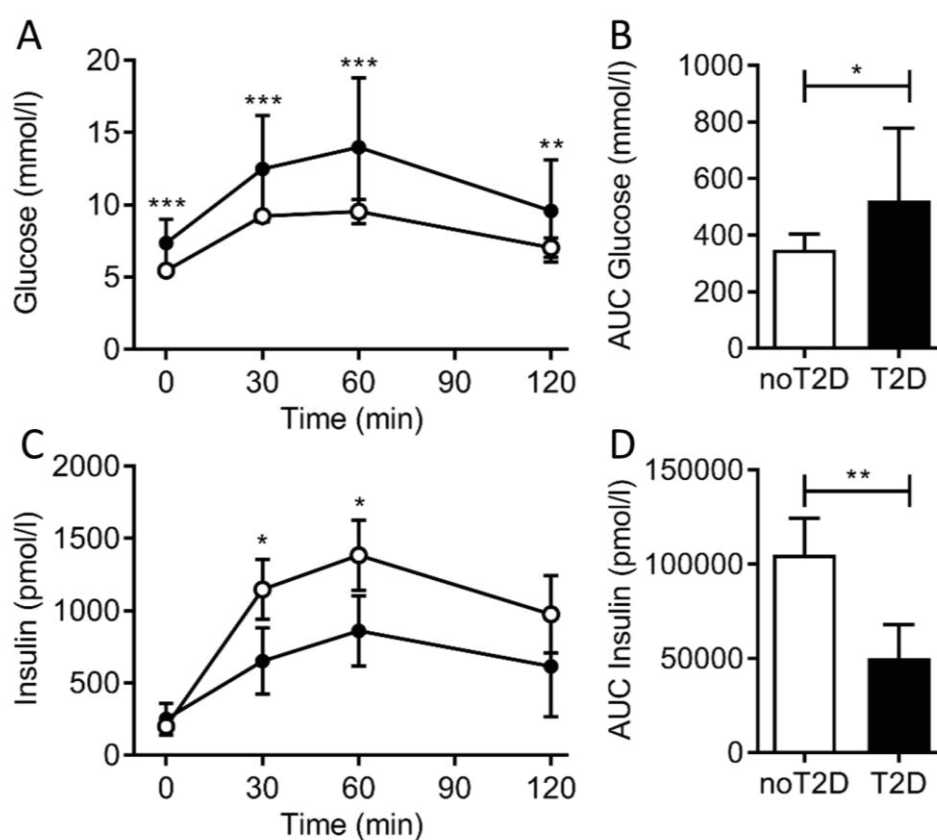 A
Glucose (mmol/l)
20
15
10
5
0
***
***
***
**
0 30 60 90 120
Time (min)
B
AUC Glucose (mmol/l)
1000
800
600
400
200
0
*
noT2D T2D
C
Insulin (pmol/l)
2000
1500
1000
500
0
*
*
0 30 60 90 120
Time (min)
D
AUC Insulin (pmol/l)
150000
100000
50000
0
**
noT2D T2D